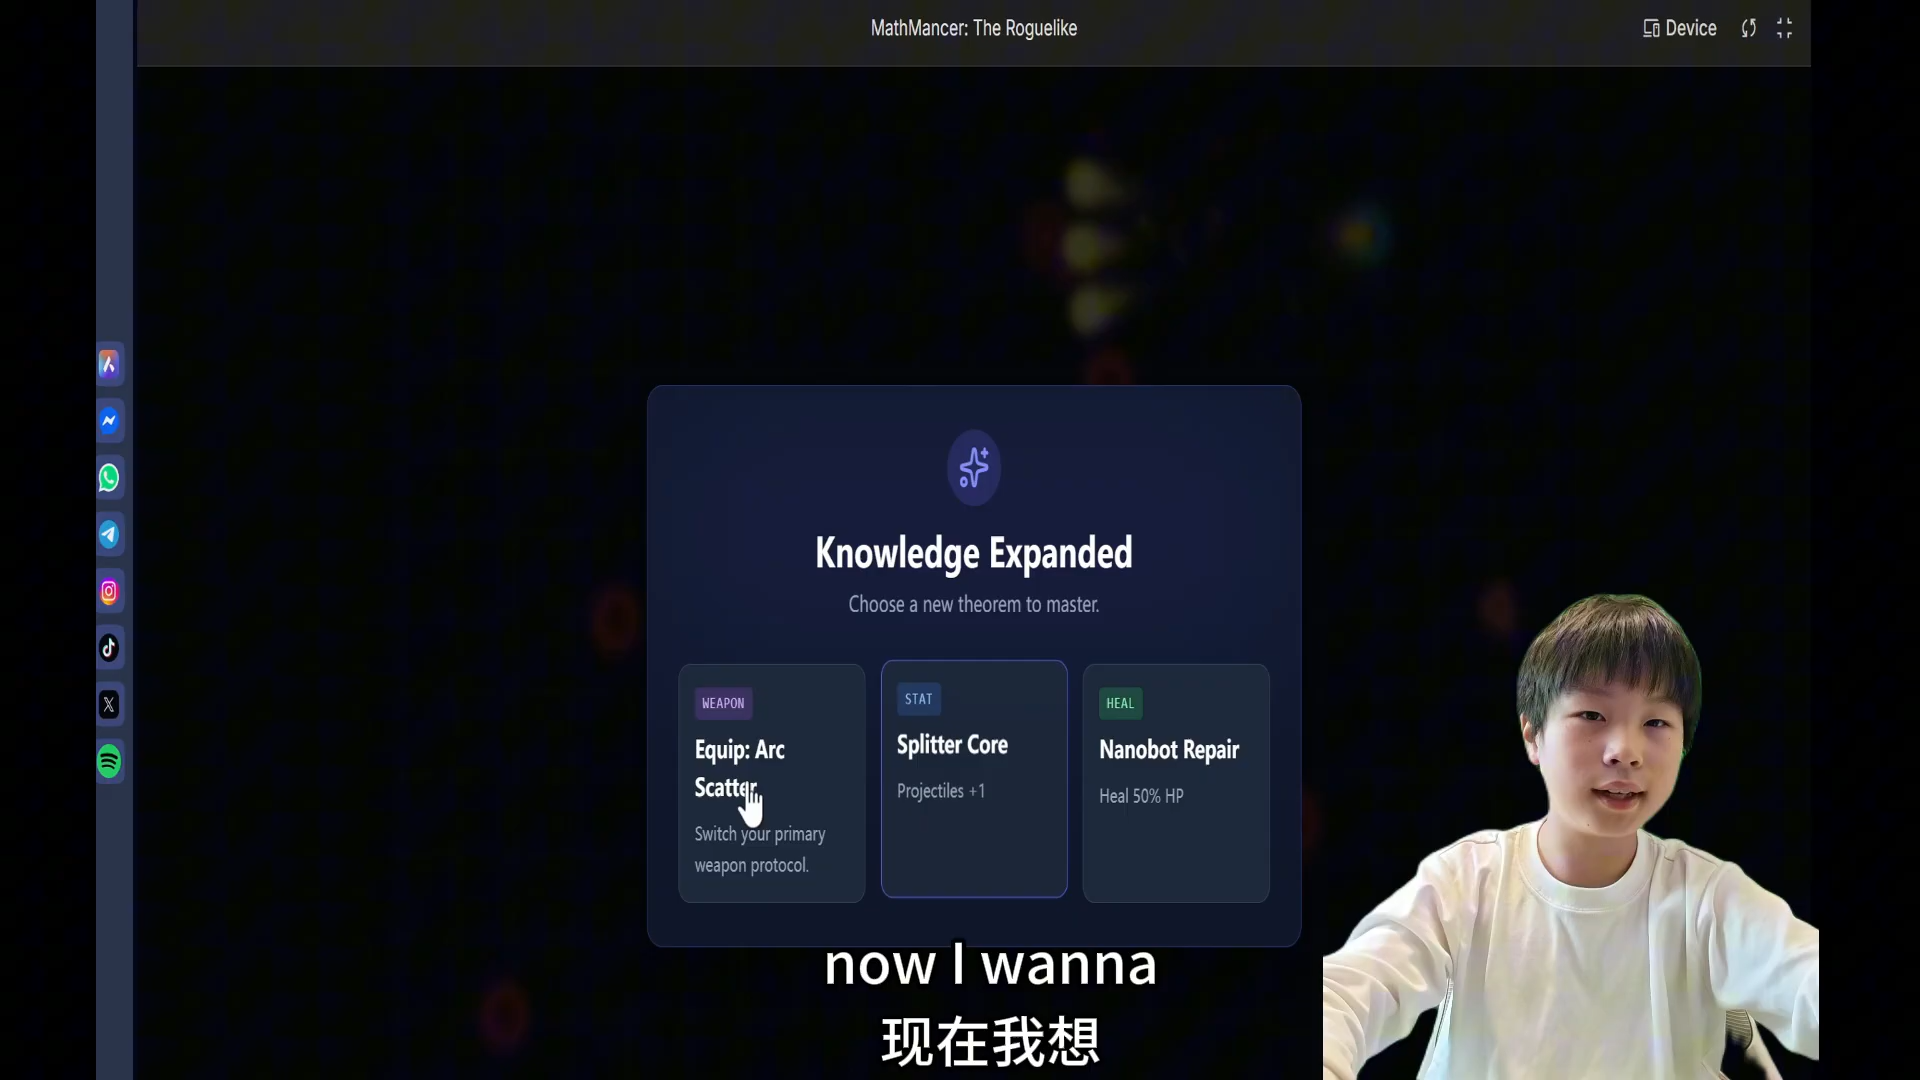 MathMancer: The Roguelike
Device
Knowledge Expanded
Choose a new theorem to master.
WEAPON
Equip: Arc
Scatter
Switch your primary
weapon protocol.
STAT
Splitter Core
Projectiles +1
HEAL
Nanobot Repair
Heal 50% HP
now I wanna
现在我想